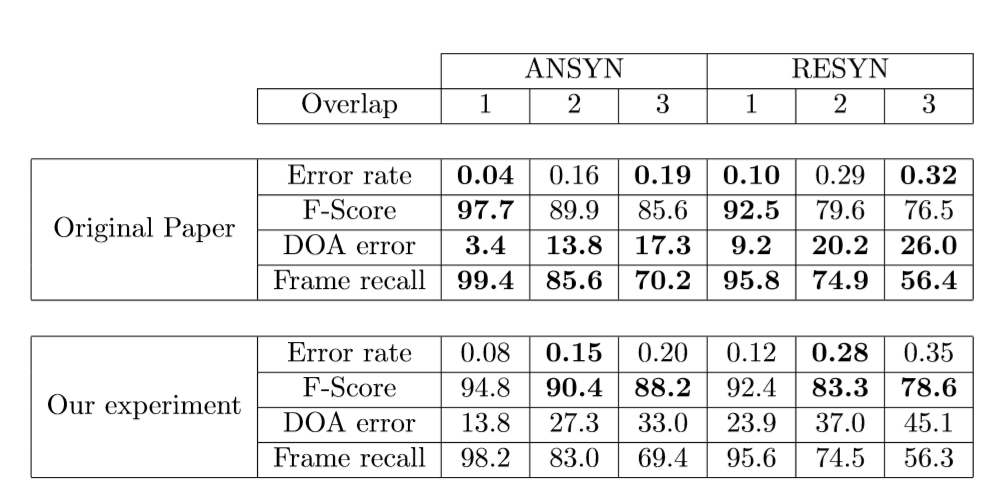 ANSYN RESYN
Overlap 1 2 3 1 2 3
Original Paper
Error rate 0.04 0.16 0.19 0.10 0.29 0.32
F-Score 97.7 89.9 85.6 92.5 79.6 76.5
DOA error 3.4 13.8 17.3 9.2 20.2 26.0
Frame recall 99.4 85.6 70.2 95.8 74.9 56.4
Our experiment
Error rate 0.08 0.15 0.20 0.12 0.28 0.35
F-Score 94.8 90.4 88.2 92.4 83.3 78.6
DOA error 13.8 27.3 33.0 23.9 37.0 45.1
Frame recall 98.2 83.0 69.4 95.6 74.5 56.3